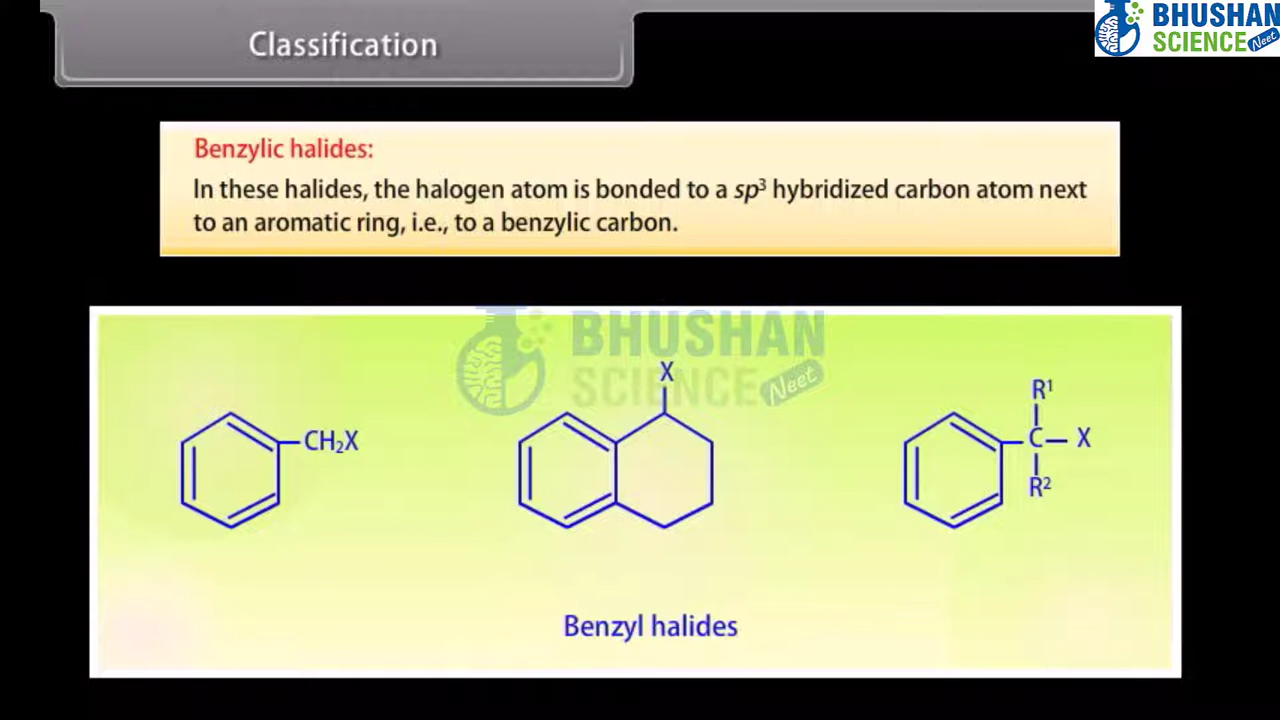 Classification
BHUSHAN
SCIENCE Neet
Benzylic halides:
In these halides, the halogen atom is bonded to a sp³ hybridized carbon atom next
to an aromatic ring, i.e., to a benzylic carbon.
BHUSHAN
SCIENCE Neet
X
R¹
CH₂X
C X
R²
Benzyl halides